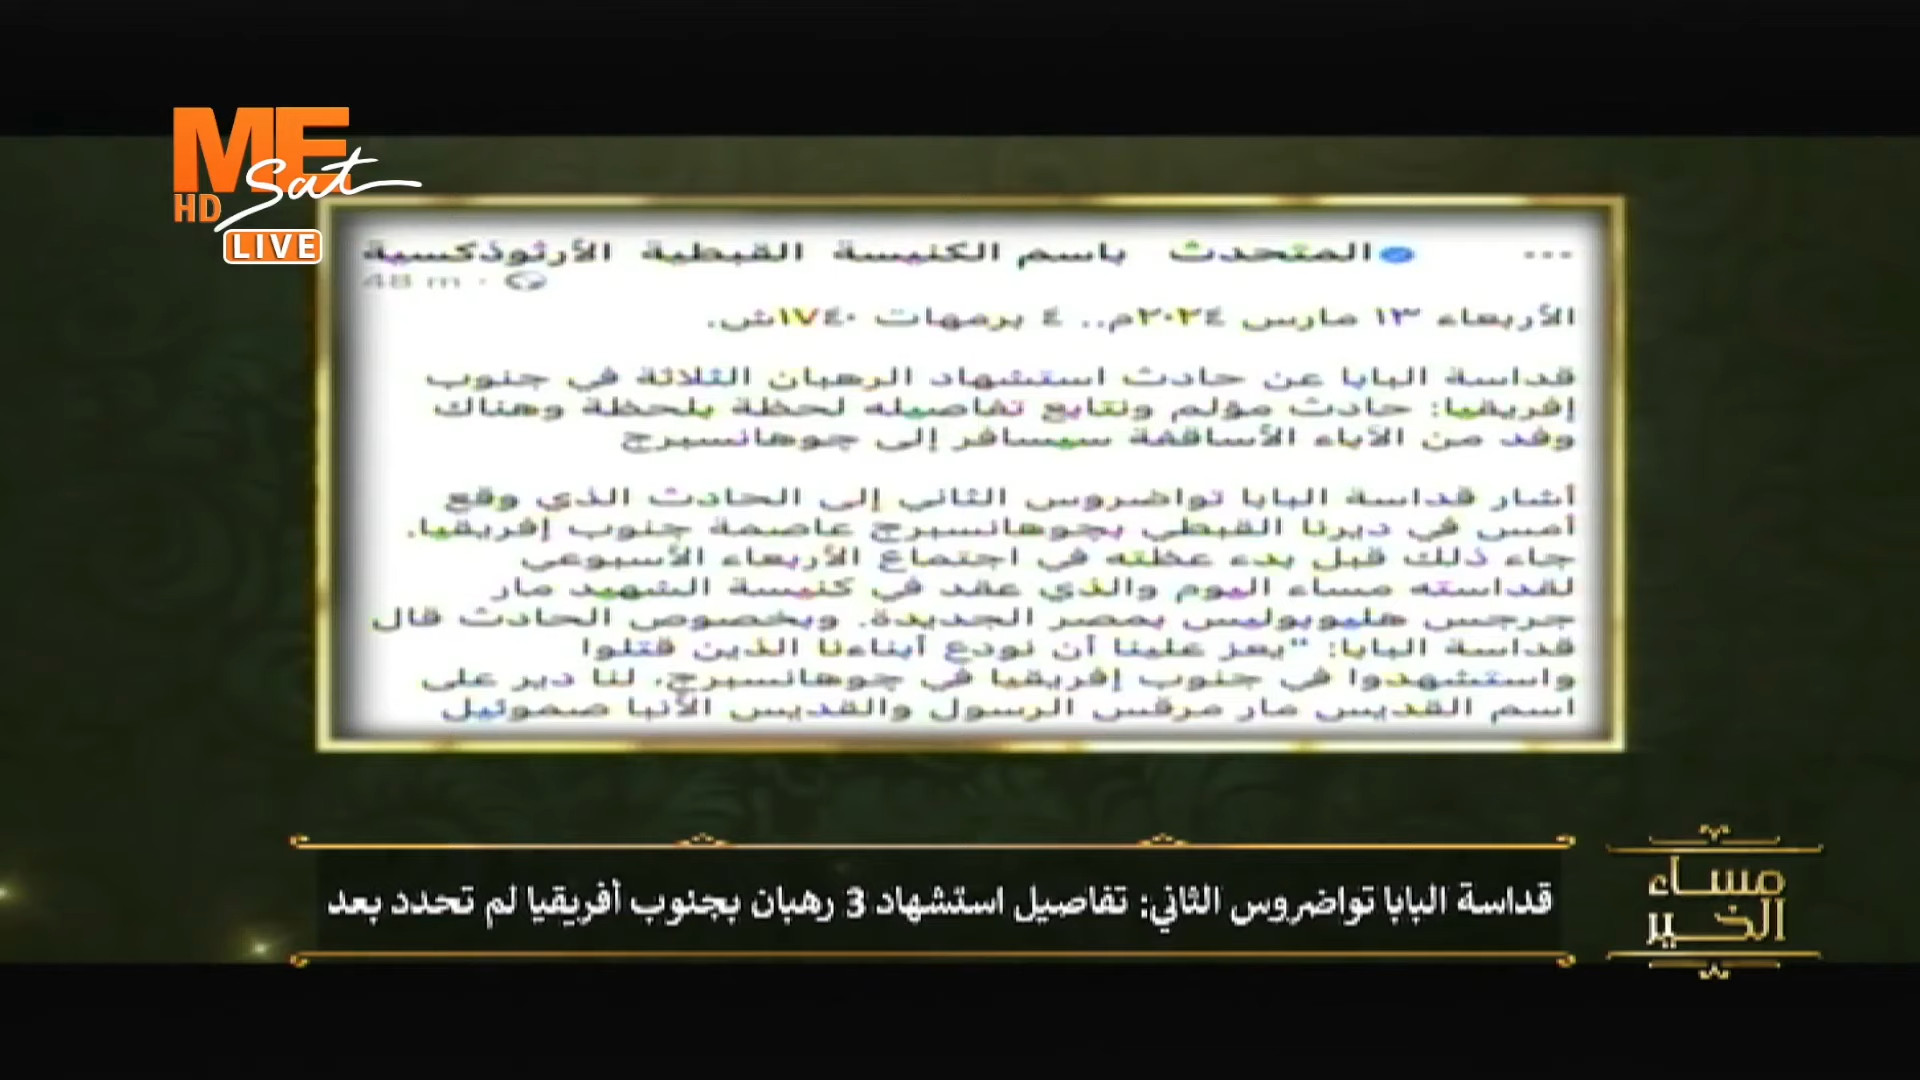 ME
Sat
HD
LIVE
المتحدث باسم الكنيسة القبطية الأرثوذكسية
48 m ·
الأربعاء ١٣ مارس ٢٠٢٤م.. ٤ برمهات ١٧٤٠ش.
قداسة البابا عن حادث استشهاد الرهبان الثلاثة في جنوب
إفريقيا: حادث مؤلم ونتابع تفاصيله لحظة بلحظة وهناك
وفد من الآباء الأساقفة سيسافر إلى جوهانسبرج
أشار قداسة البابا تواضروس الثاني إلى الحادث الذي وقع
أمس في ديرنا القبطي بجوهانسبرج عاصمة جنوب إفريقيا.
جاء ذلك قبل بدء عظته في اجتماع الأربعاء الأسبوعي
لقداسته مساء اليوم والذي عقد في كنيسة الشهيد مار
جرجس هليوبوليس بمصر الجديدة. وبخصوص الحادث قال
قداسة البابا: "يعز علينا أن نودع أبناءنا الذين قتلوا
واستشهدوا في جنوب إفريقيا في جوهانسبرج، لنا دير على
اسم القديس مار مرقس الرسول والقديس الأنبا صموئيل
قداسة البابا تواضروس الثاني: تفاصيل استشهاد 3 رهبان بجنوب أفريقيا لم تحدد بعد
مساء
الخير